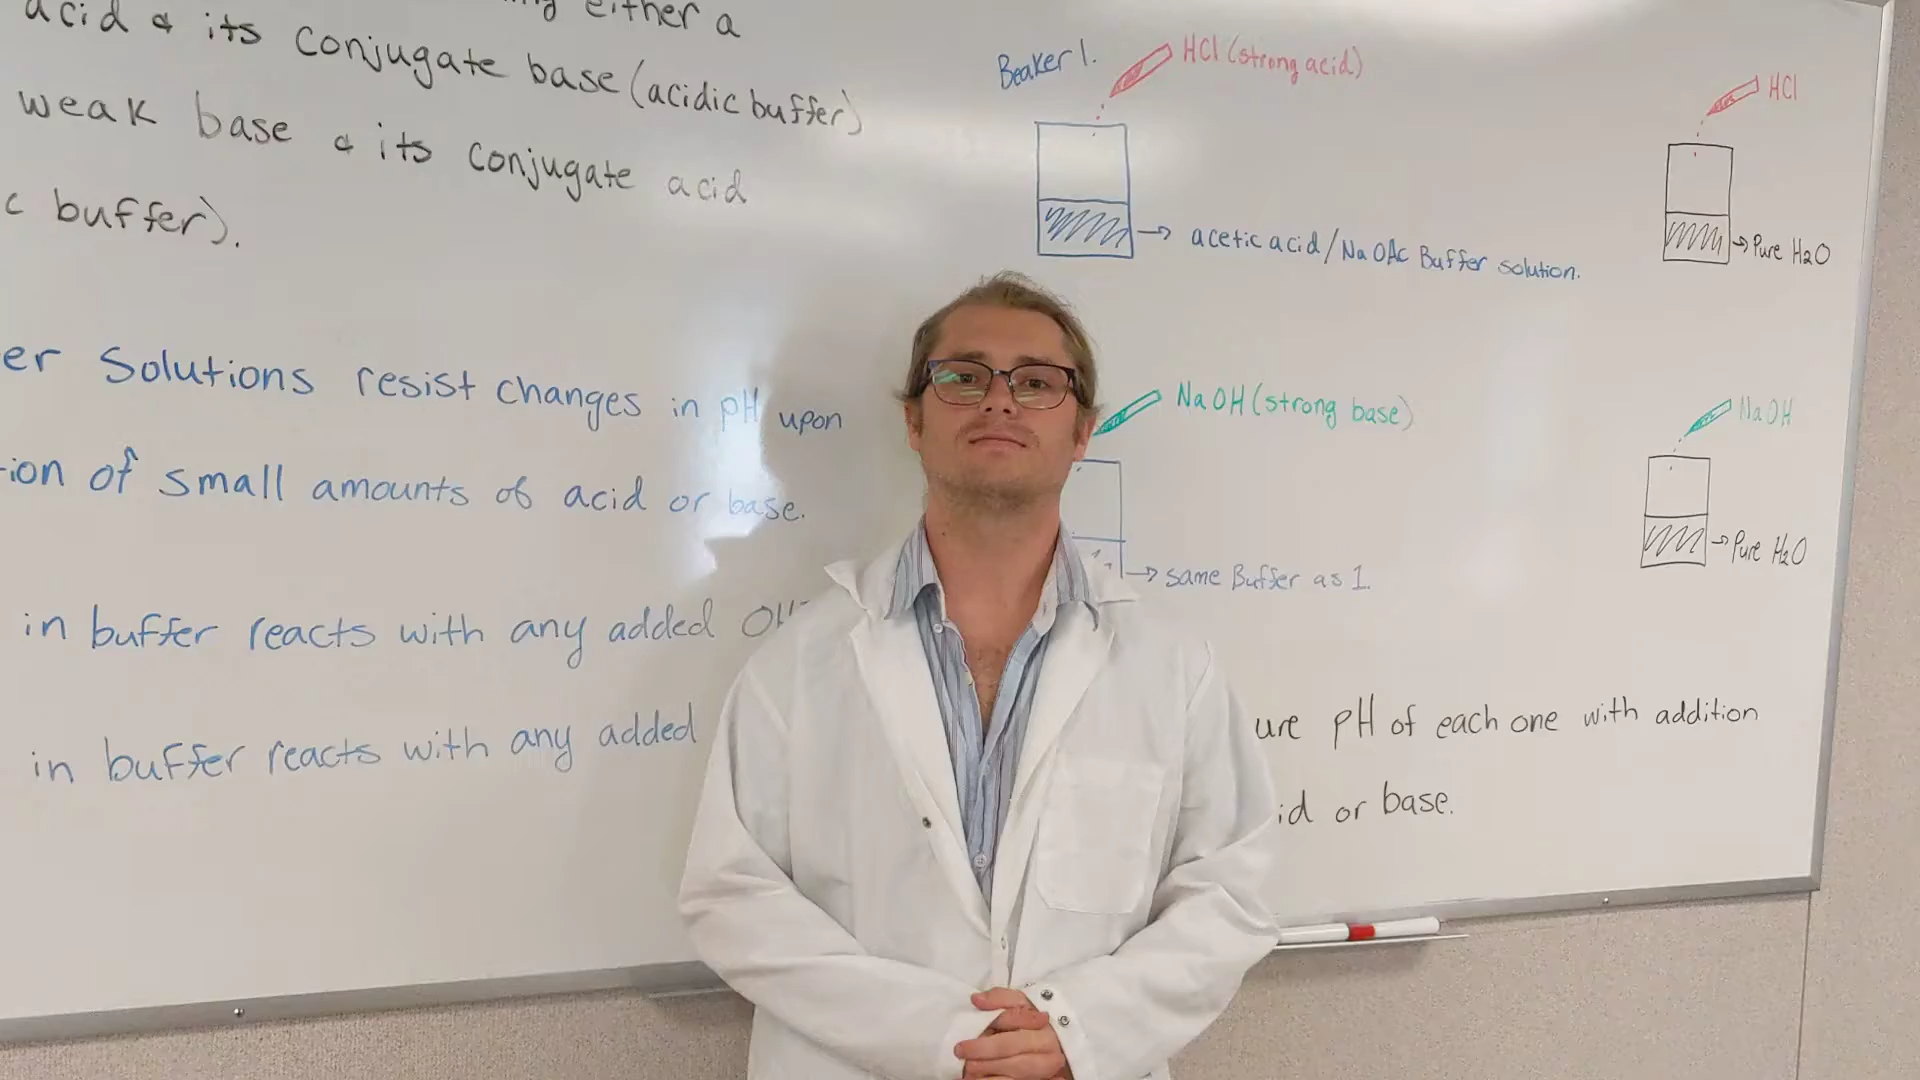 acid & its conjugate base (acidic buffer)
either a
weak base & its conjugate acid
c buffer).
er Solutions resist changes in pH upon
ion of small amounts of acid or base.
in buffer reacts with any added
in buffer reacts with any added
Beaker 1.
HCl (strong acid)
acetic acid/NaOAc Buffer solution.
HCl
Pure H2O
NaOH (strong base)
same Buffer as 1.
NaOH
Pure H2O
ure pH of each one with addition
id or base.